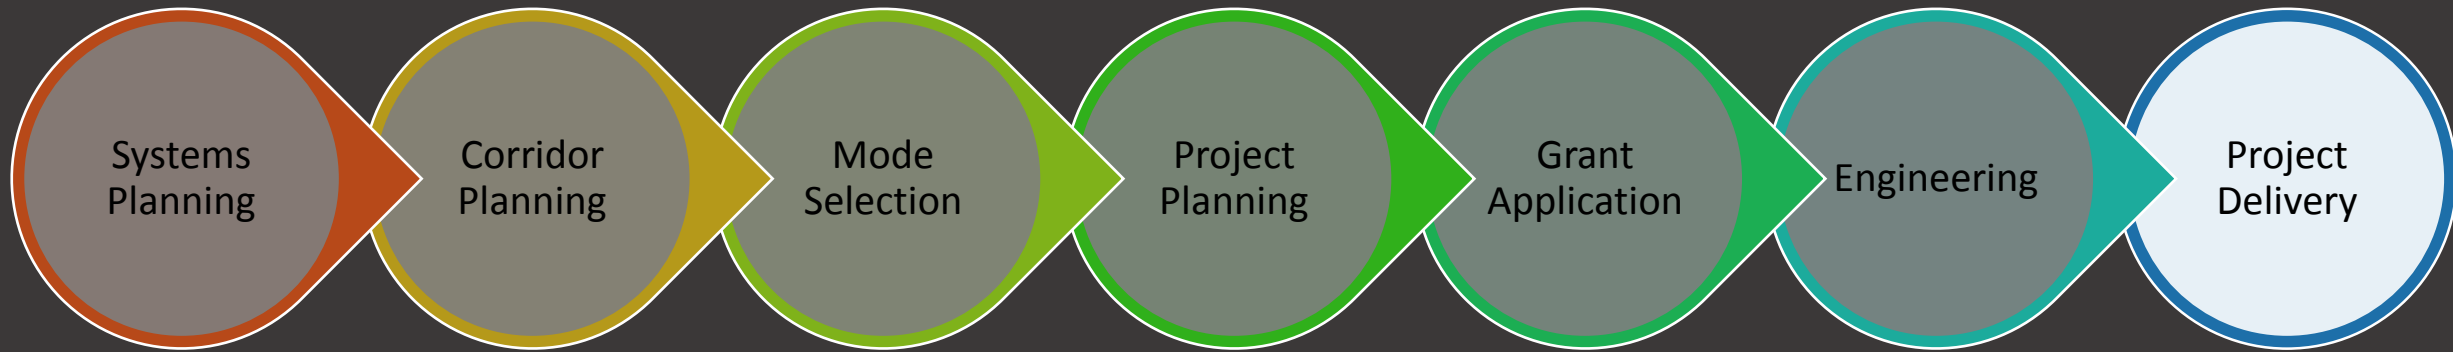 Systems
Planning
Corridor
Planning
Mode
Selection
Project
Planning
Grant
Application
Engineering
Project
Delivery